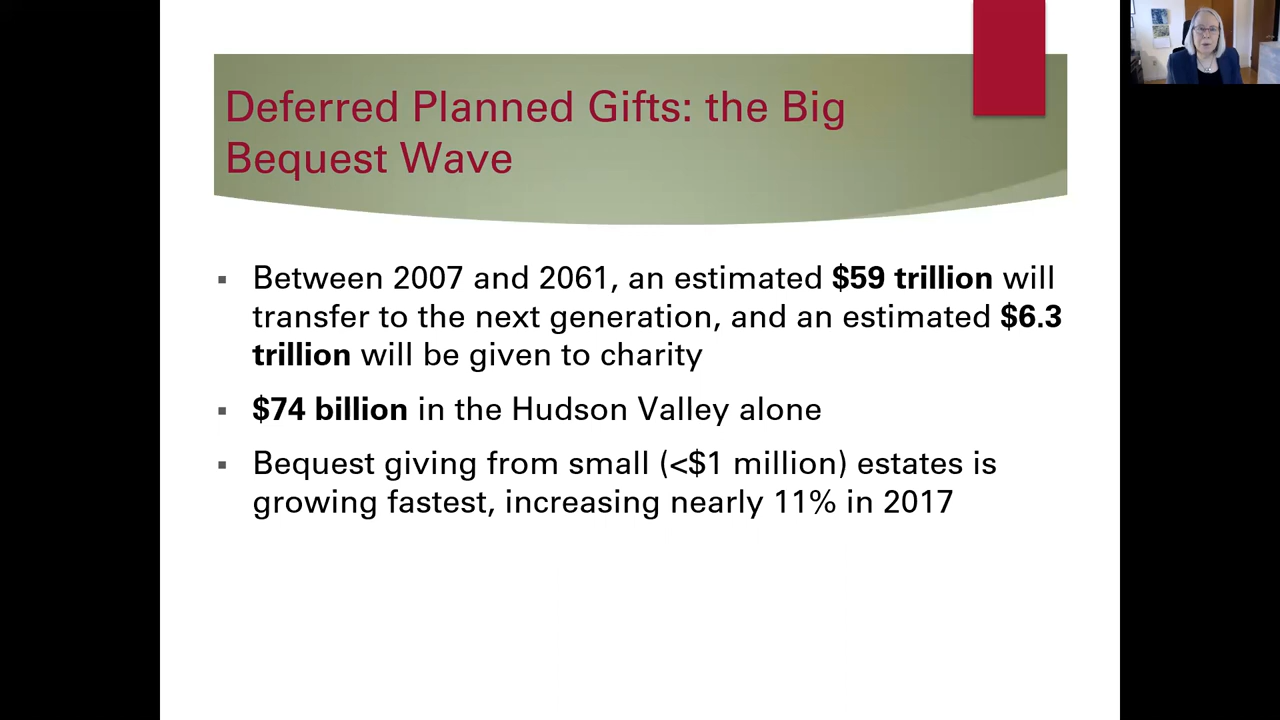 Deferred Planned Gifts: the Big
Bequest Wave
▪ Between 2007 and 2061, an estimated $59 trillion will
transfer to the next generation, and an estimated $6.3
trillion will be given to charity
▪ $74 billion in the Hudson Valley alone
▪ Bequest giving from small (<$1 million) estates is
growing fastest, increasing nearly 11% in 2017